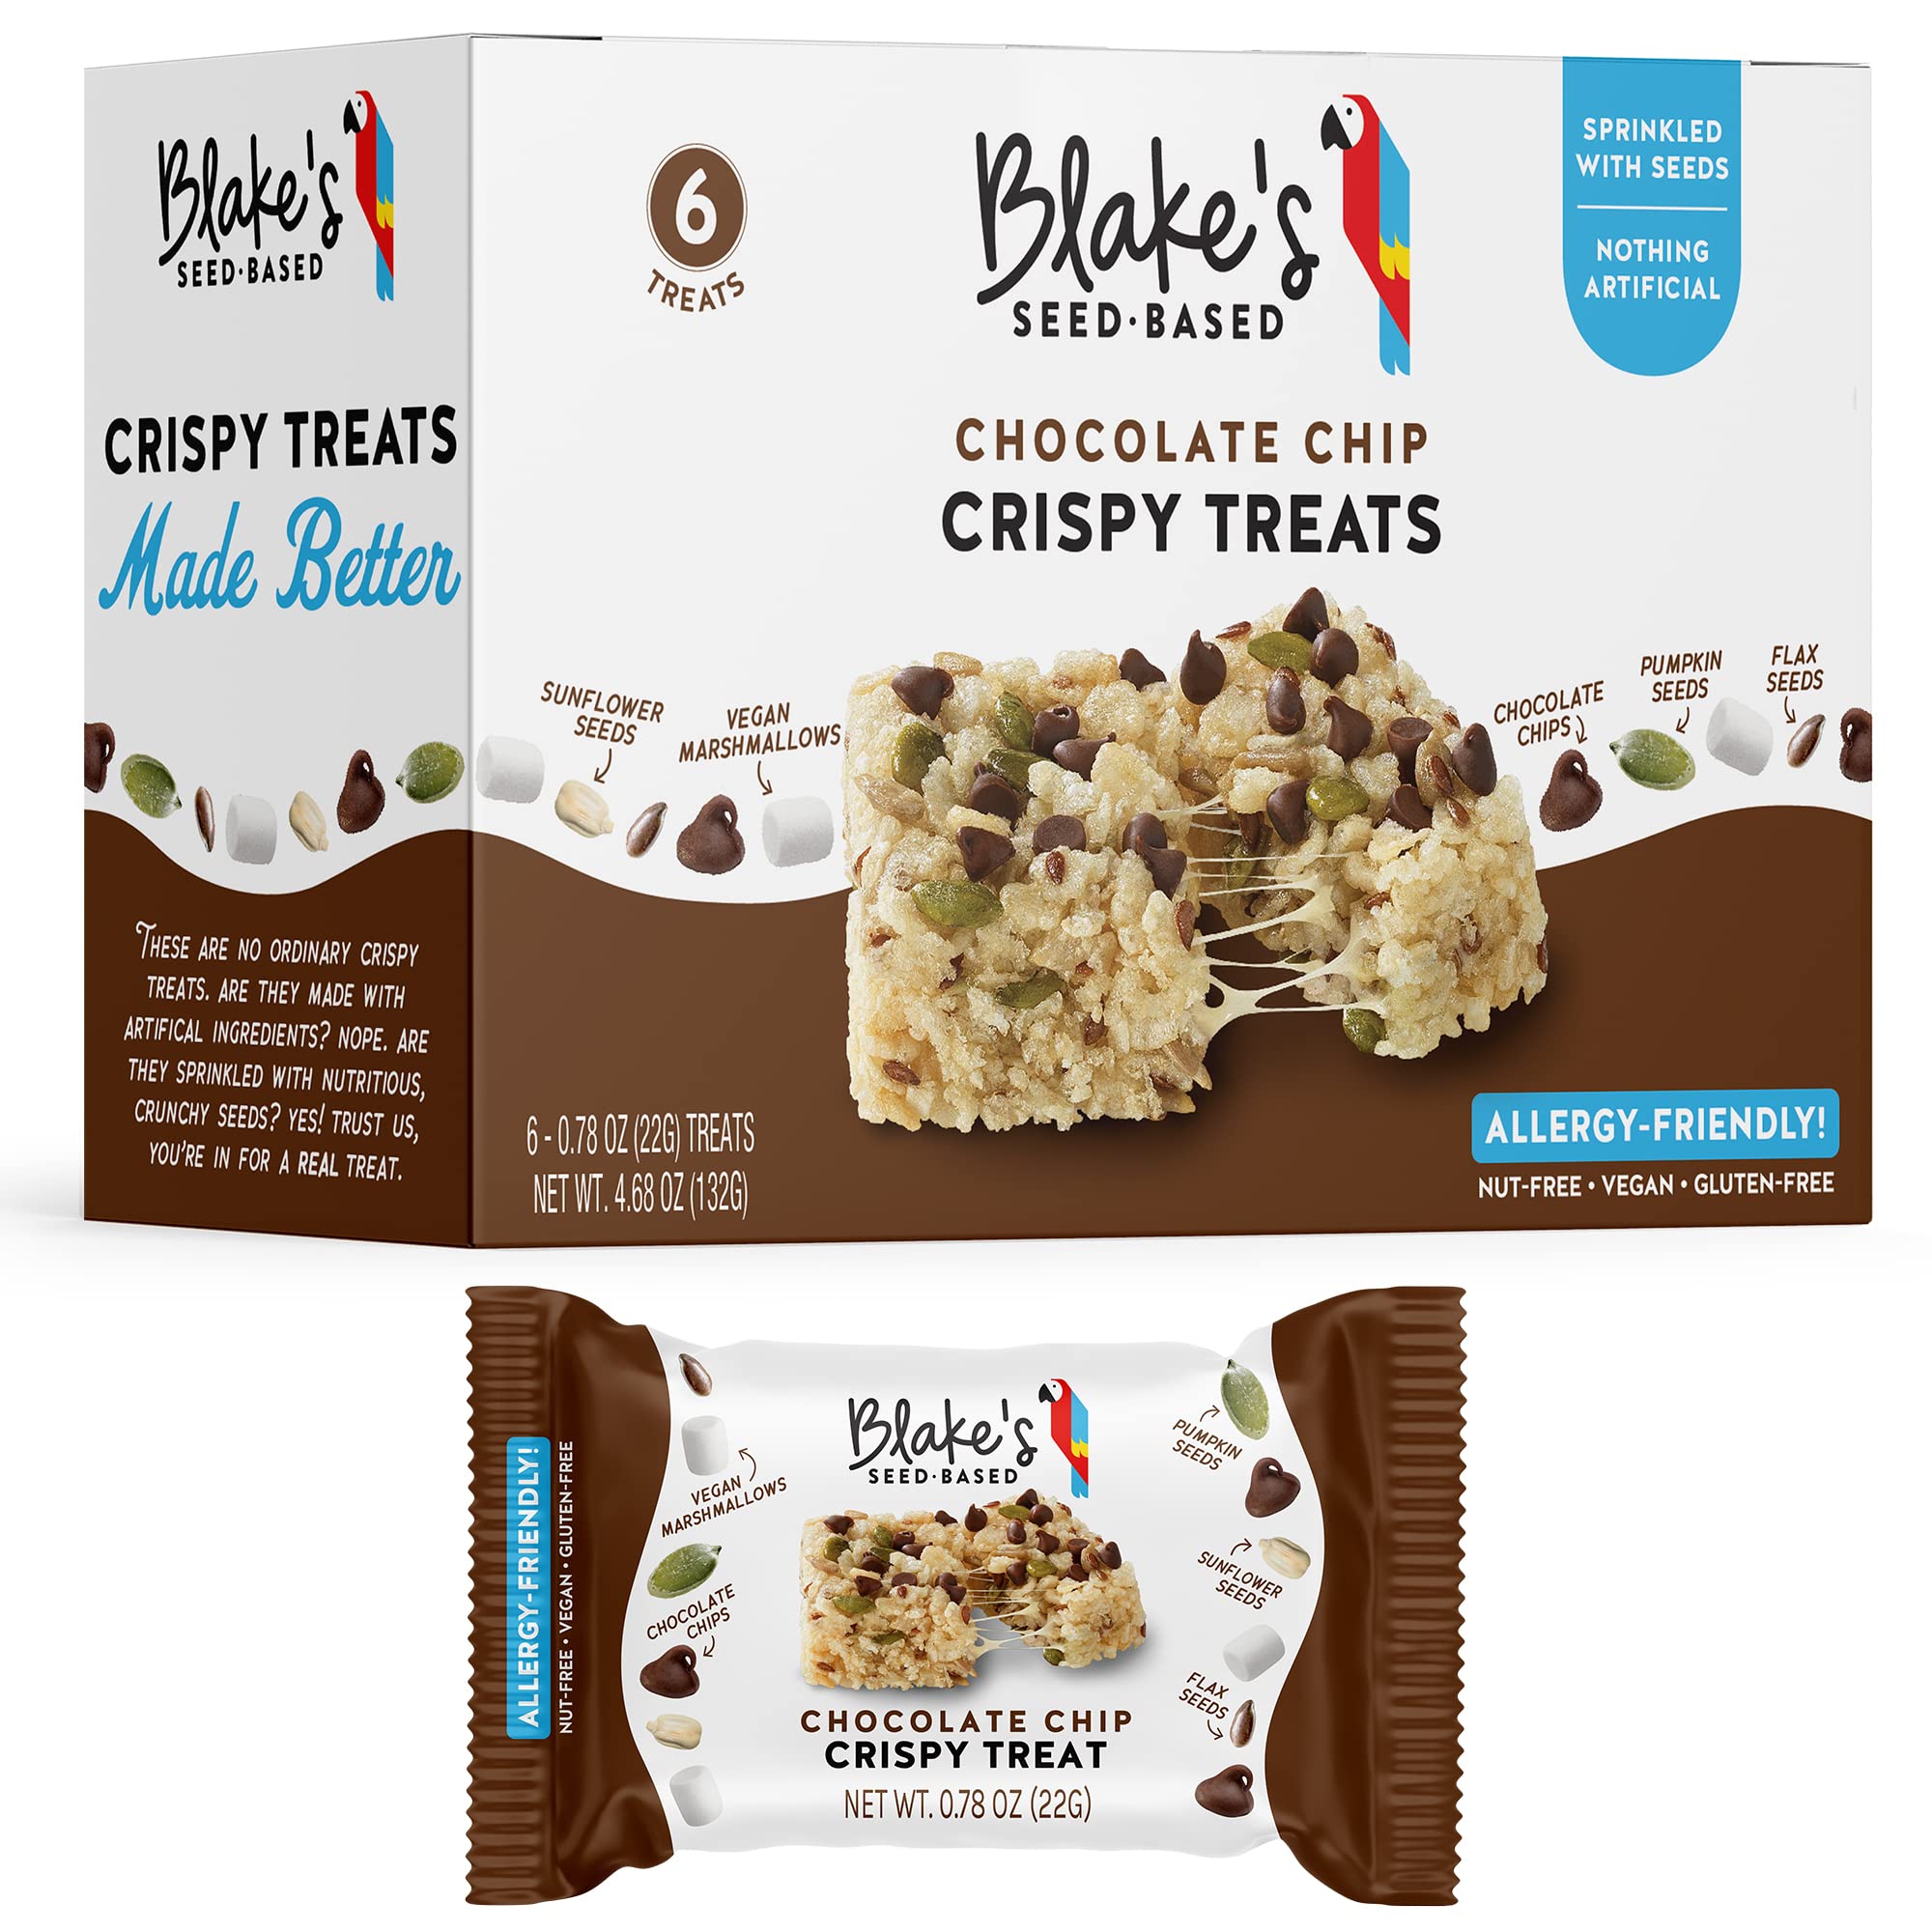 Blake's
SEED·BASED
CRISPY TREATS
Made Better
THESE ARE NO ORDINARY CRISPY
TREATS. ARE THEY MADE WITH
ARTIFICAL INGREDIENTS? NOPE. ARE
THEY SPRINKLED WITH NUTRITIOUS,
CRUNCHY SEEDS? YES! TRUST US,
YOU'RE IN FOR A REAL TREAT.
6
TREATS
Blake's
SEED·BASED
SPRINKLED
WITH SEEDS
NOTHING
ARTIFICIAL
CHOCOLATE CHIP
CRISPY TREATS
SUNFLOWER
SEEDS
VEGAN
MARSHMALLOWS
CHOCOLATE
CHIPS
PUMPKIN
SEEDS
FLAX
SEEDS
6 - 0.78 OZ (22G) TREATS
NET WT. 4.68 OZ (132G)
ALLERGY-FRIENDLY!
NUT-FREE • VEGAN • GLUTEN-FREE
ALLERGY-FRIENDLY!
NUT-FREE • VEGAN • GLUTEN-FREE
VEGAN
MARSHMALLOWS
CHOCOLATE
CHIPS
Blake's
SEED·BASED
CHOCOLATE CHIP
CRISPY TREAT
NET WT. 0.78 OZ (22G)
PUMPKIN
SEEDS
SUNFLOWER
SEEDS
FLAX
SEEDS